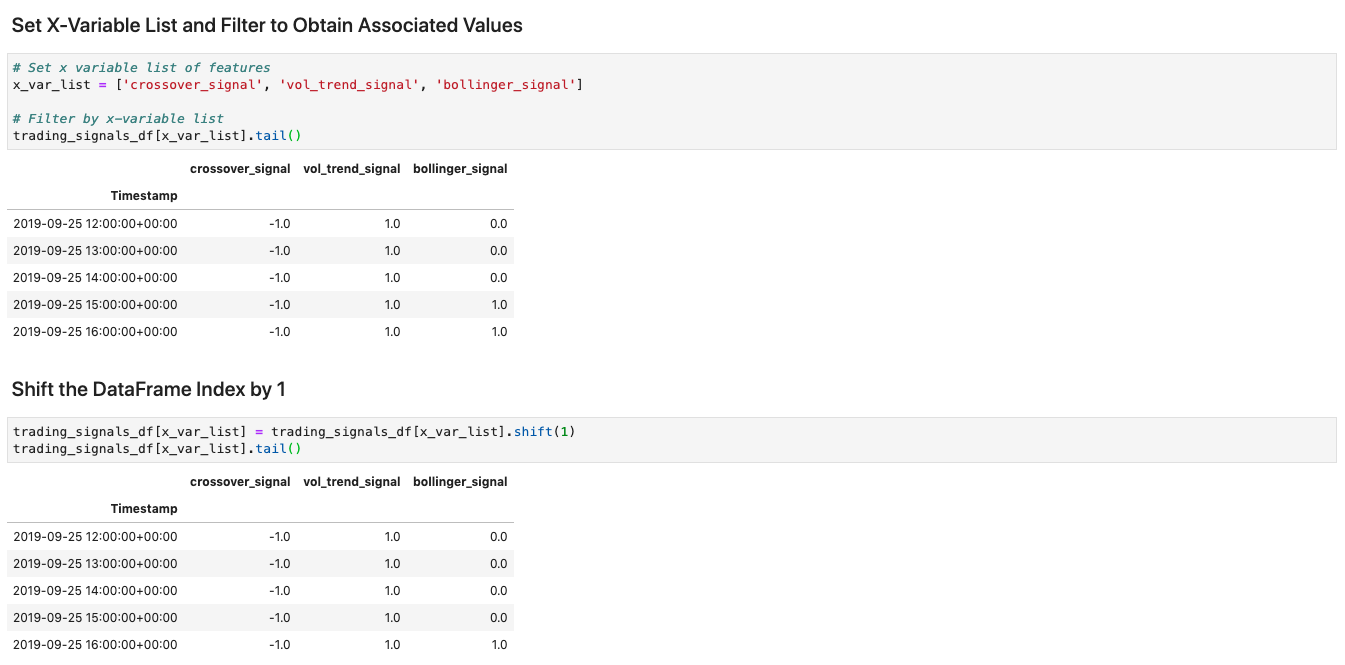 Set X-Variable List and Filter to Obtain Associated Values
# Set x variable list of features
x_var_list = ['crossover_signal', 'vol_trend_signal', 'bollinger_signal']
# Filter by x-variable list
trading_signals_df[x_var_list].tail()
crossover_signal vol_trend_signal bollinger_signal
Timestamp
2019-09-25 12:00:00+00:00 -1.0 1.0 0.0
2019-09-25 13:00:00+00:00 -1.0 1.0 0.0
2019-09-25 14:00:00+00:00 -1.0 1.0 0.0
2019-09-25 15:00:00+00:00 -1.0 1.0 1.0
2019-09-25 16:00:00+00:00 -1.0 1.0 1.0
Shift the DataFrame Index by 1
trading_signals_df[x_var_list] = trading_signals_df[x_var_list].shift(1)
trading_signals_df[x_var_list].tail()
crossover_signal vol_trend_signal bollinger_signal
Timestamp
2019-09-25 12:00:00+00:00 -1.0 1.0 0.0
2019-09-25 13:00:00+00:00 -1.0 1.0 0.0
2019-09-25 14:00:00+00:00 -1.0 1.0 0.0
2019-09-25 15:00:00+00:00 -1.0 1.0 0.0
2019-09-25 16:00:00+00:00 -1.0 1.0 1.0